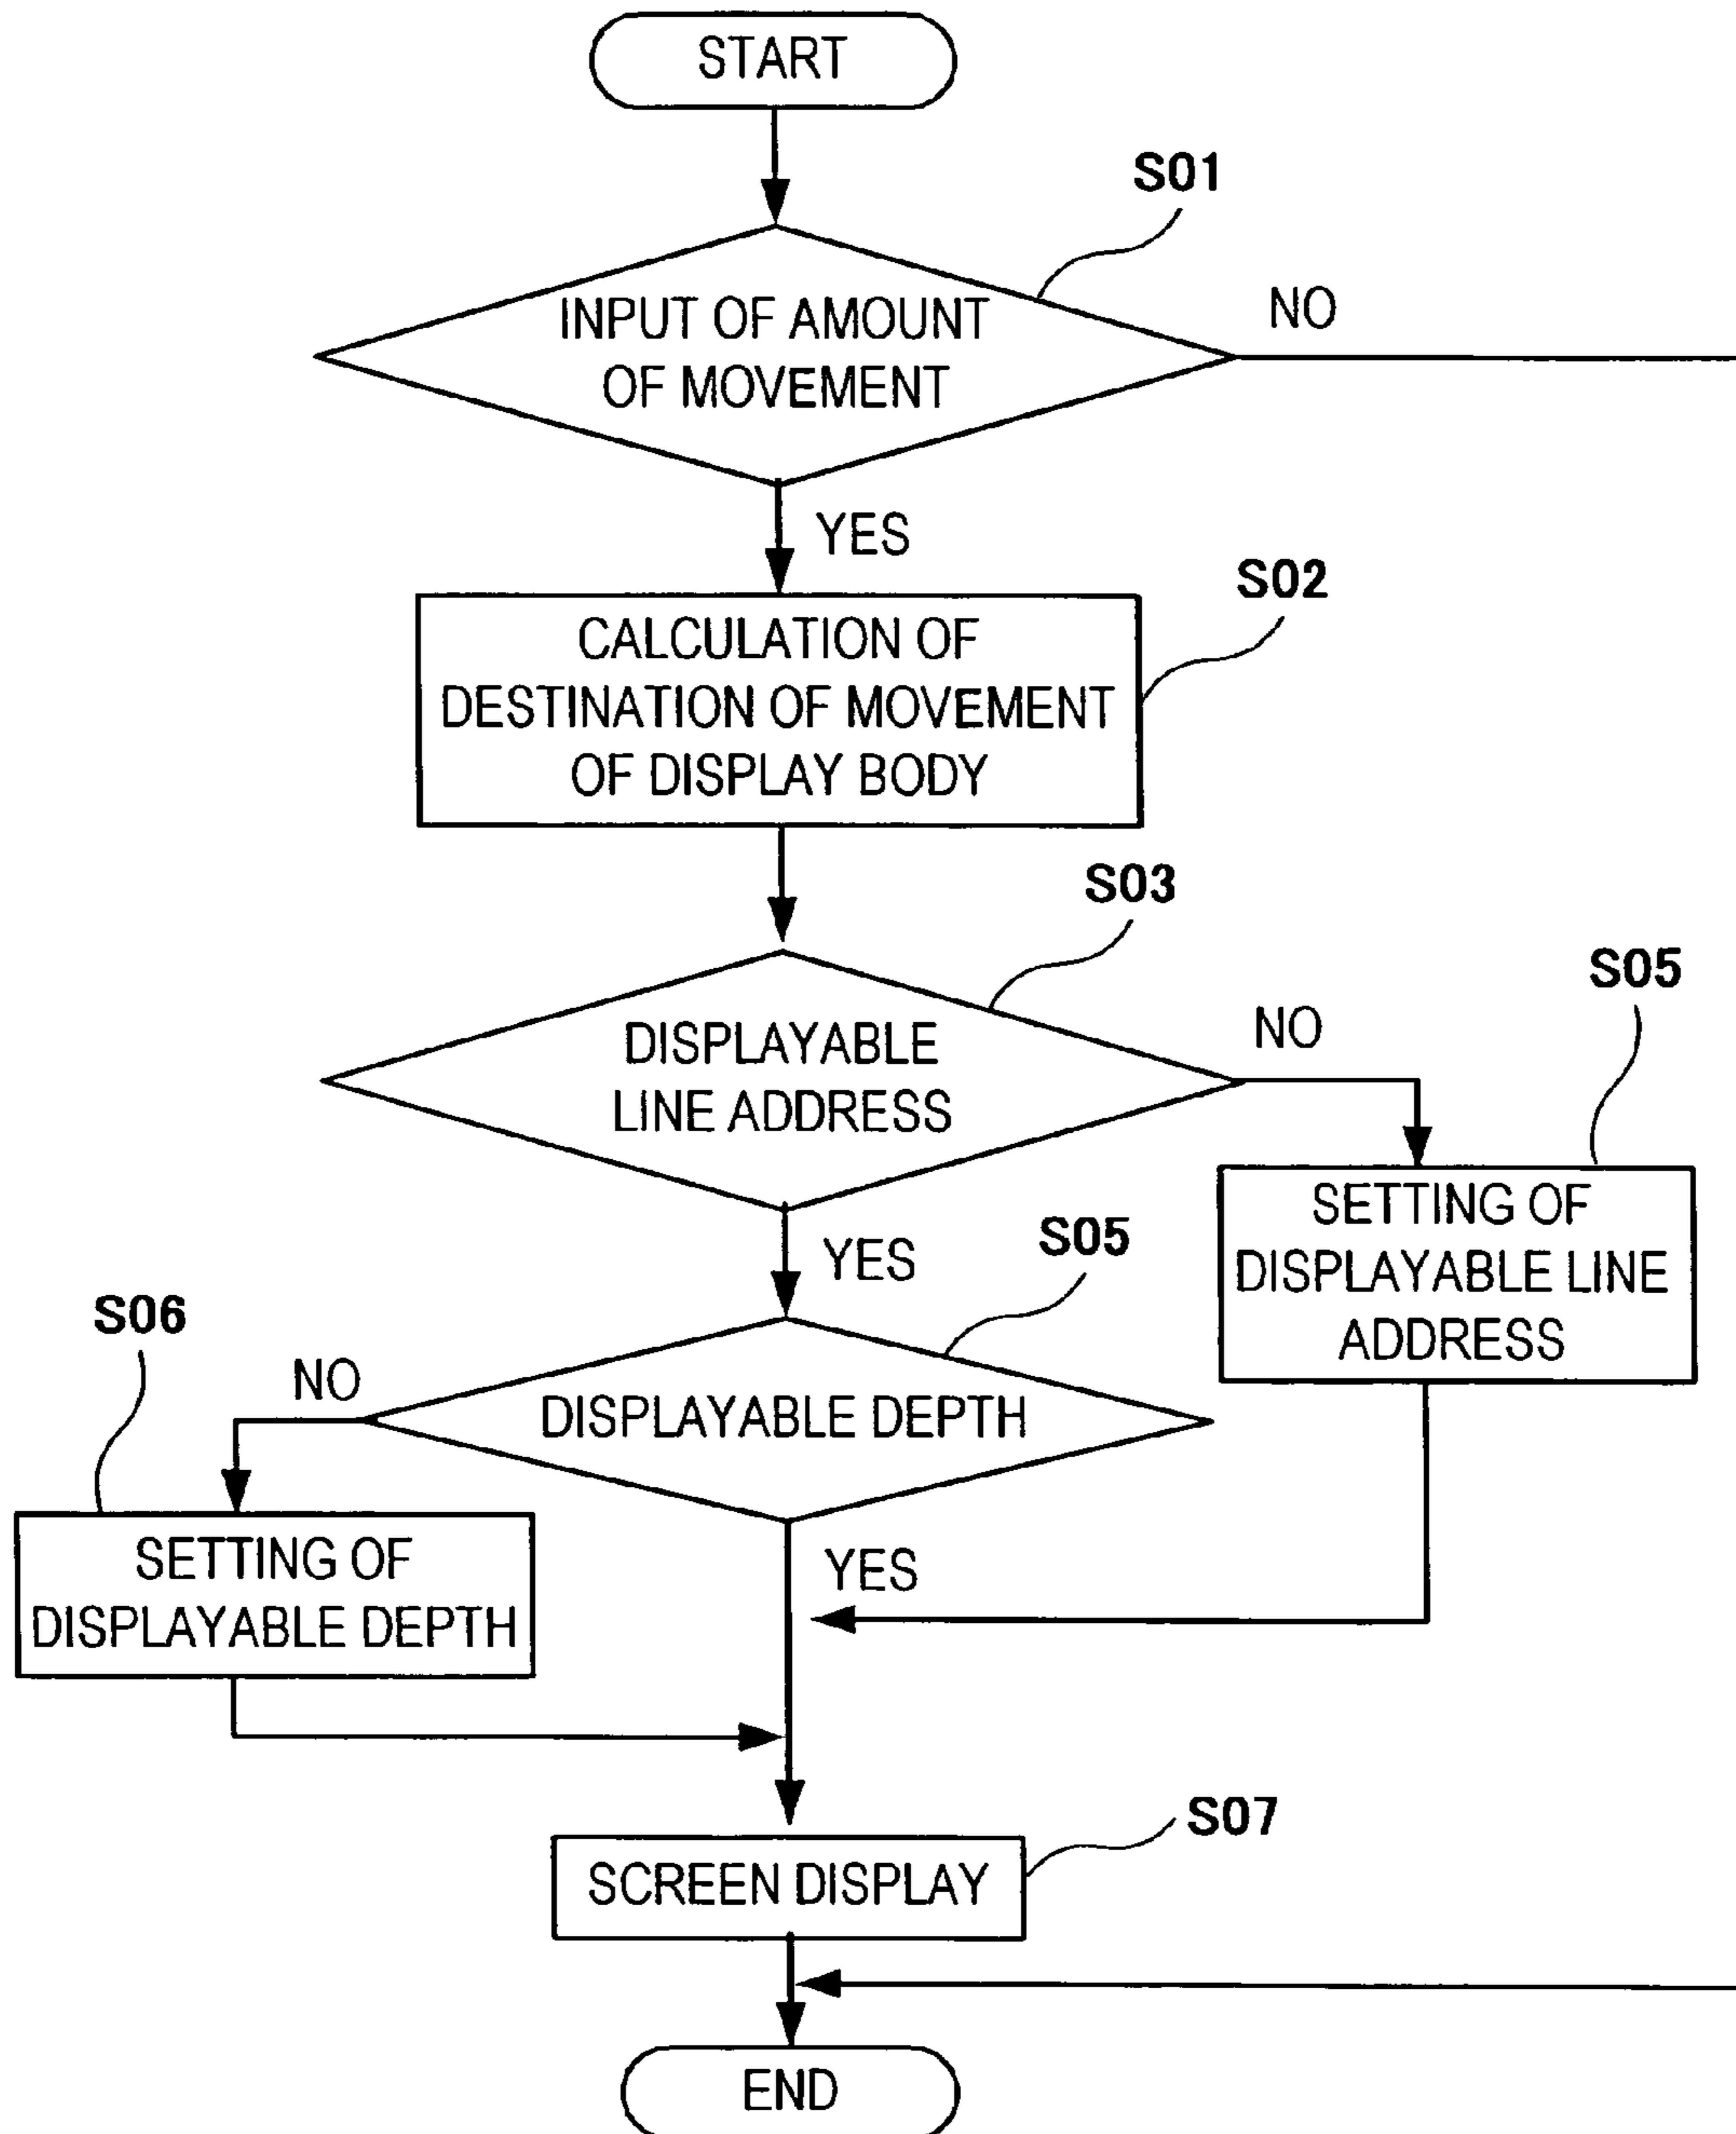 START
S01
INPUT OF AMOUNT
OF MOVEMENT
NO
YES
S02
CALCULATION OF
DESTINATION OF MOVEMENT
OF DISPLAY BODY
S03
DISPLAYABLE
LINE ADDRESS
NO
S05
SETTING OF
DISPLAYABLE LINE
ADDRESS
YES
S05
DISPLAYABLE DEPTH
NO
S06
SETTING OF
DISPLAYABLE DEPTH
YES
S07
SCREEN DISPLAY
END